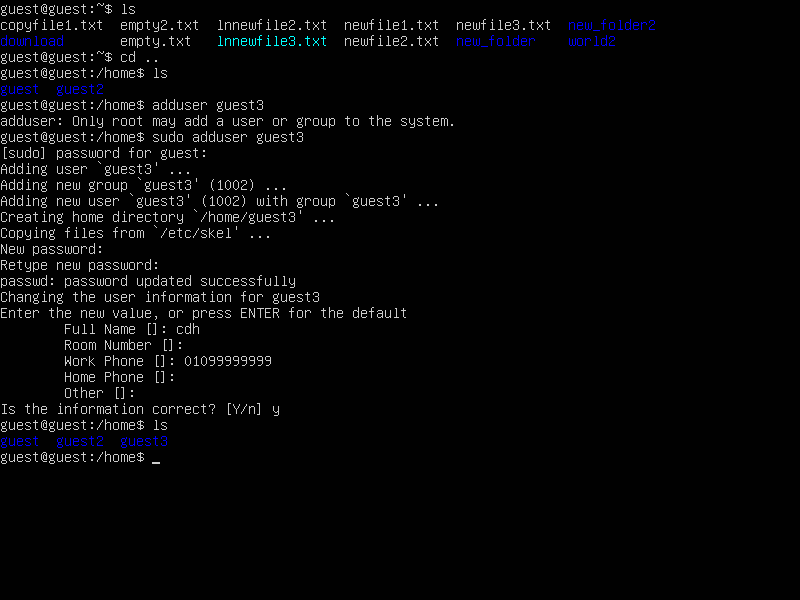 guest@guest:~$ ls
copyfile1.txt  empty2.txt  lnnewfile2.txt  newfile1.txt  newfile3.txt  new_folder2
download       empty.txt   lnnewfile3.txt  newfile2.txt  new_folder    world2
guest@guest:~$ cd ..
guest@guest:/home$ ls
guest  guest2
guest@guest:/home$ adduser guest3
adduser: Only root may add a user or group to the system.
guest@guest:/home$ sudo adduser guest3
[sudo] password for guest:
Adding user `guest3' ...
Adding new group `guest3' (1002) ...
Adding new user `guest3' (1002) with group `guest3' ...
Creating home directory `/home/guest3' ...
Copying files from `/etc/skel' ...
New password:
Retype new password:
passwd: password updated successfully
Changing the user information for guest3
Enter the new value, or press ENTER for the default
        Full Name []: cdh
        Room Number []:
        Work Phone []: 01099999999
        Home Phone []:
        Other []:
Is the information correct? [Y/n] y
guest@guest:/home$ ls
guest  guest2  guest3
guest@guest:/home$ _